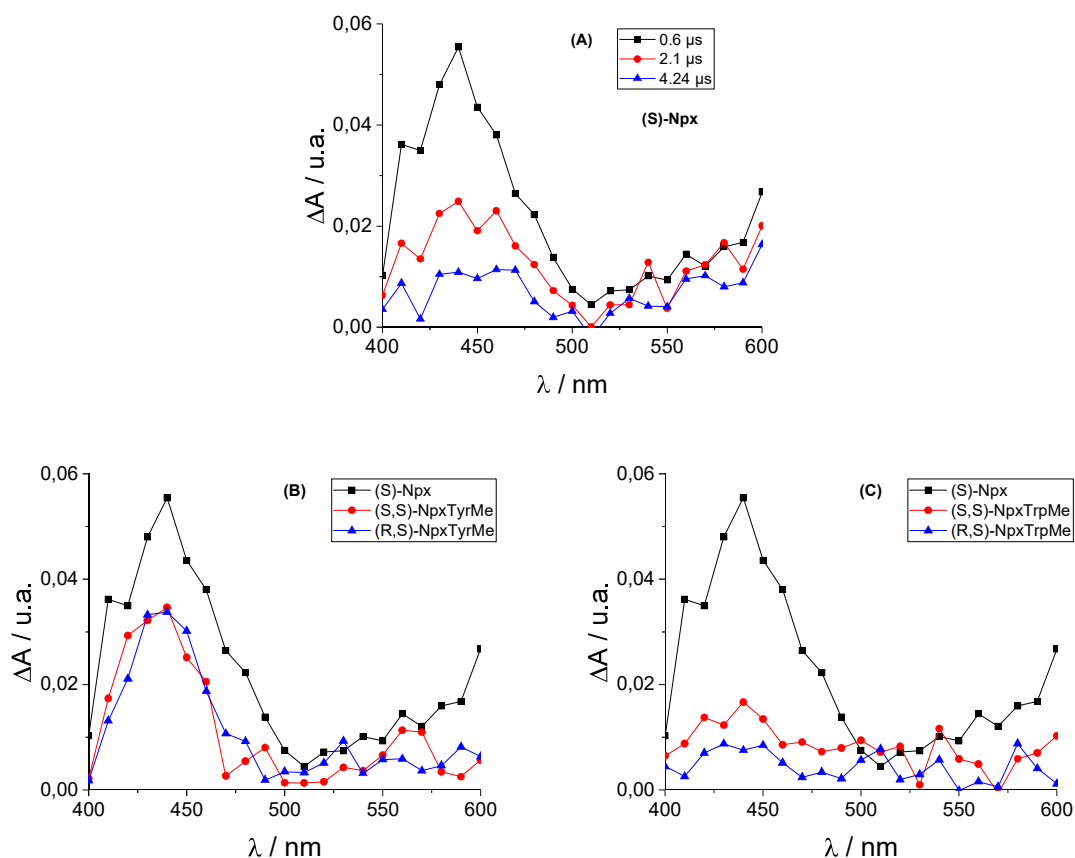 (A)
0.6 µs
2.1 µs
4.24 µs
(S)-Npx
0,06
0,04
0,02
0,00
ΔA / u.a.
400 450 500 550 600
λ / nm
(B)
(S)-Npx
(S,S)-NpxTyrMe
(R,S)-NpxTyrMe
0,06
0,04
0,02
0,00
ΔA / u.a.
400 450 500 550 600
λ / nm
(C)
(S)-Npx
(S,S)-NpxTrpMe
(R,S)-NpxTrpMe
0,06
0,04
0,02
0,00
ΔA / u.a.
400 450 500 550 600
λ / nm